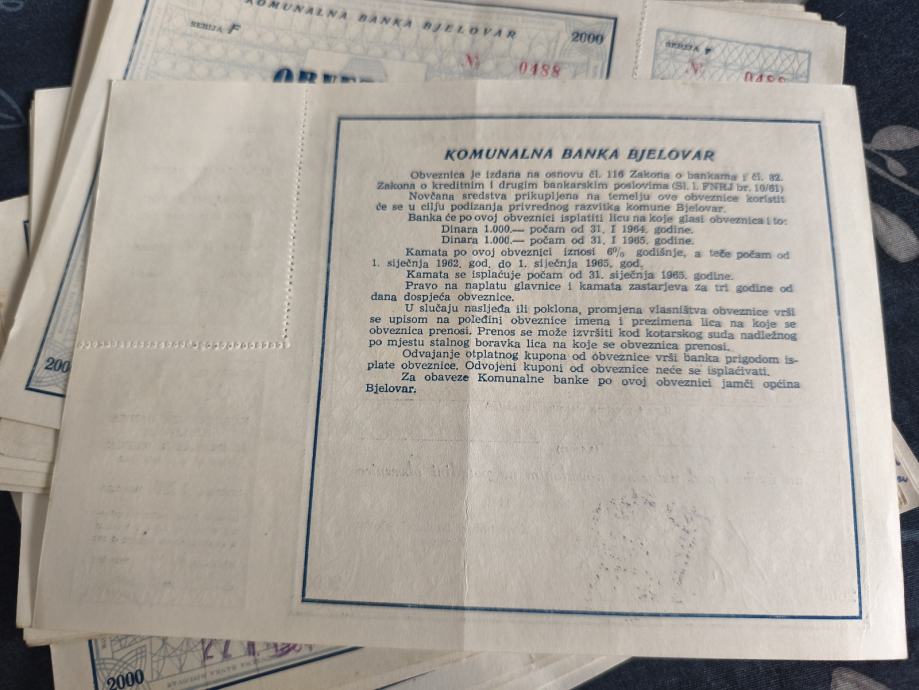 KOMUNALNA BANKA BJELOVAR
SERIJA F
2000
SERIJA F
№ 0488
№ 0488
KOMUNALNA BANKA BJELOVAR
Obveznica je izdana na osnovu čl. 116 Zakona o bankama i čl. 82.
Zakona o kreditnim i drugim bankarskim poslovima (Sl. l. FNRJ br. 10/61)
Novčana sredstva prikupljena na temelju ove obveznice koristit
će se u cilju podizanja privrednog razvitka komune Bjelovar.
Banka će po ovoj obveznici isplatiti licu na koje glasi obveznica i to:
Dinara 1.000.— počam od 31. I 1964. godine.
Dinara 1.000.— počam od 31. I 1965. godine.
Kamata po ovoj obveznici iznosi 6% godišnje, a teče počam od
1. siječnja 1962. god. do 1. siječnja 1965. god.
Kamata se isplaćuje počam od 31. siječnja 1965. godine.
Pravo na naplatu glavnice i kamata zastarjeva za tri godine od
dana dospjeća obveznice.
U slučaju nasljeđa ili poklona, promjena vlasništva obveznice vrši
se upisom na poleđini obveznice imena i prezimena lica na koje se
obveznica prenosi. Prenos se može izvršiti kod kotarskog suda nadležnog
po mjestu stalnog boravka lica na koje se obveznica prenosi.
Odvajanje otplatnog kupona od obveznice vrši banka prigodom is-
plate obveznice. Odvojeni kuponi od obveznice neće se isplaćivati.
Za obaveze Komunalne banke po ovoj obveznici jamči općina
Bjelovar.
200
2000